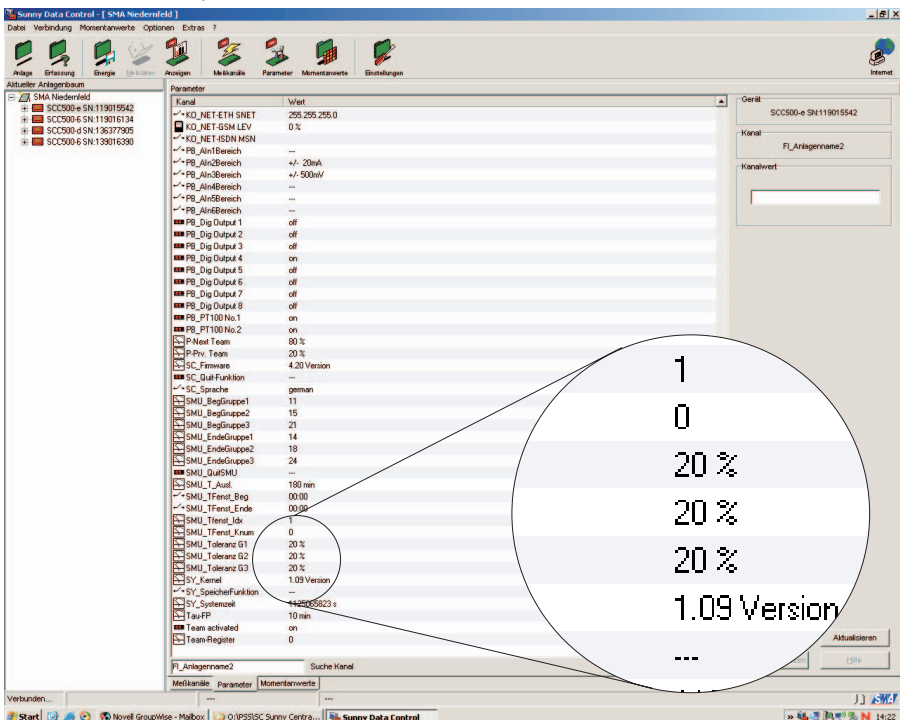 Sunny Data Control - [ SMA Niedernfeld ]
Datei Verbindung Momentanwerte Optionen Extras ?
Anlage Erfassung Energie Meßdaten Anzeigen Meßkanäle Parameter Momentanwerte Einstellungen Internet
Aktueller Anlagenbaum
SMA Niedernfeld
SCC500-e SN:119015542
SCC500-6 SN:119016134
SCC500-d SN:136377905
SCC500-6 SN:139016390
Parameter
Kanal Wert
KO_NET-ETH SNET 255.255.255.0
KO_NET-GSM LEV 0 %
KO_NET-ISDN MSN
PB_AIn1Bereich ---
PB_AIn2Bereich +/- 20mA
PB_AIn3Bereich +/- 500mV
PB_AIn4Bereich ---
PB_AIn5Bereich ---
PB_AIn6Bereich ---
PB_Dig Output 1 off
PB_Dig Output 2 off
PB_Dig Output 3 off
PB_Dig Output 4 on
PB_Dig Output 5 off
PB_Dig Output 6 off
PB_Dig Output 7 off
PB_Dig Output 8 off
PB_PT100 No.1 on
PB_PT100 No.2 on
P-Next Team 80 %
P-Prv. Team 20 %
SC_Firmware 4.20 Version
SC_Quit-Funktion ---
SC_Sprache german
SMU_BegGruppe1 11
SMU_BegGruppe2 15
SMU_BegGruppe3 21
SMU_EndeGruppe1 14
SMU_EndeGruppe2 18
SMU_EndeGruppe3 24
SMU_QuitSMU ---
SMU_T_Ausl. 180 min
SMU_TFenst_Beg 00:00
SMU_TFenst_Ende 00:00
SMU_Tfenst_Idx 1
SMU_TFenst_Knum 0
SMU_Toleranz G1 20 %
SMU_Toleranz G2 20 %
SMU_Toleranz G3 20 %
SY_Kernel 1.09 Version
SY_SpeicherFunktion ---
SY_Systemzeit 1125065823 s
Tau-FP 10 min
Team activated on
Team-Register 0
FI_Anlagenname2 Suche Kanal
Meßkanäle Parameter Momentanwerte
Gerät
SCC500-e SN:119015542
Kanal
FI_Anlagenname2
Kanalwert
1
0
20 %
20 %
20 %
1.09 Version
---
Aktualisieren
Hilfe
Verbunden... --- ---
SMA
Start Novell GroupWise - Mailbox O:\PSS\SC Sunny Centra... Sunny Data Control 14:22